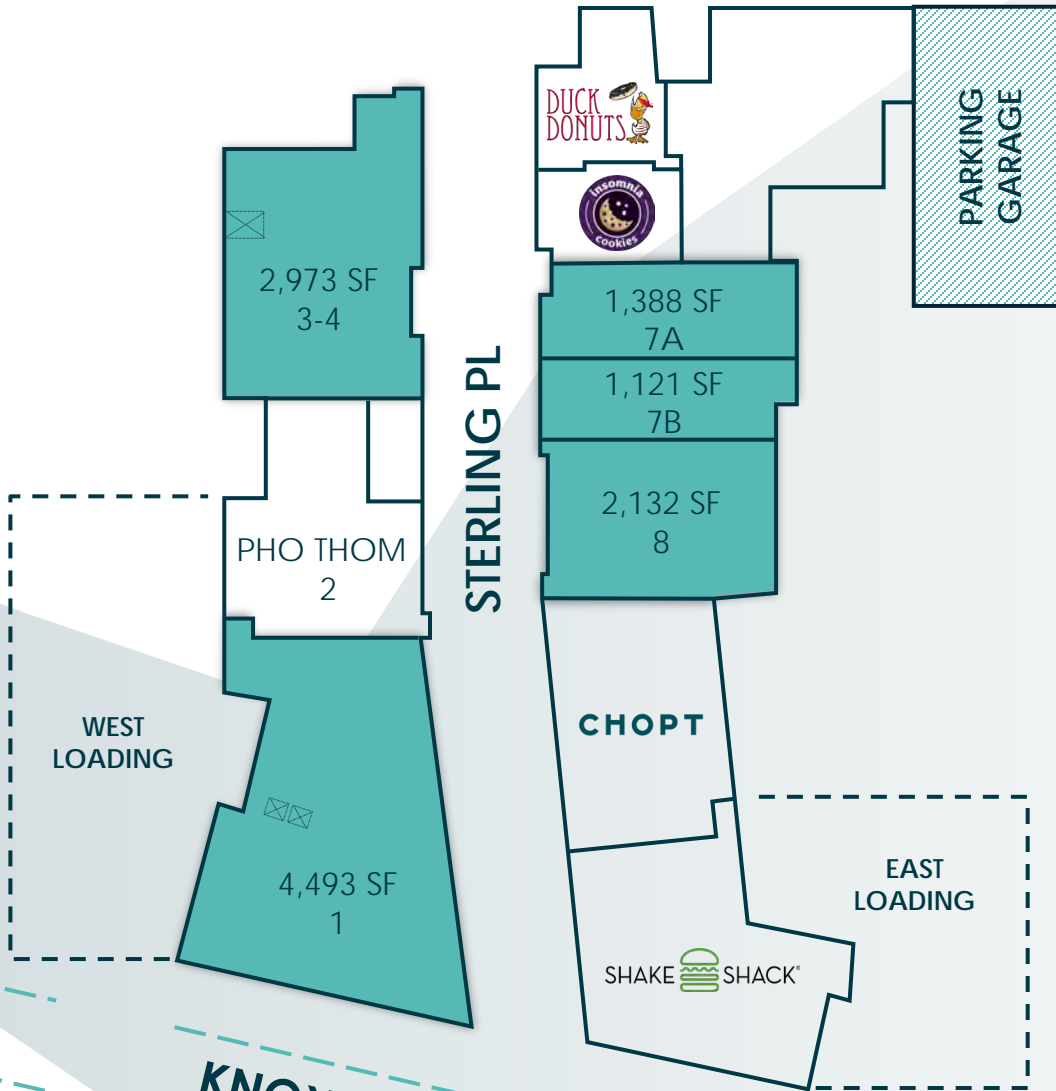 DUCK
DONUTS
insomnia
cookies
PARKING
GARAGE
2,973 SF
3-4
1,388 SF
7A
1,121 SF
7B
STERLING PL
2,132 SF
8
PHO THOM
2
WEST
LOADING
CHOPT
4,493 SF
1
EAST
LOADING
SHAKE SHACK®